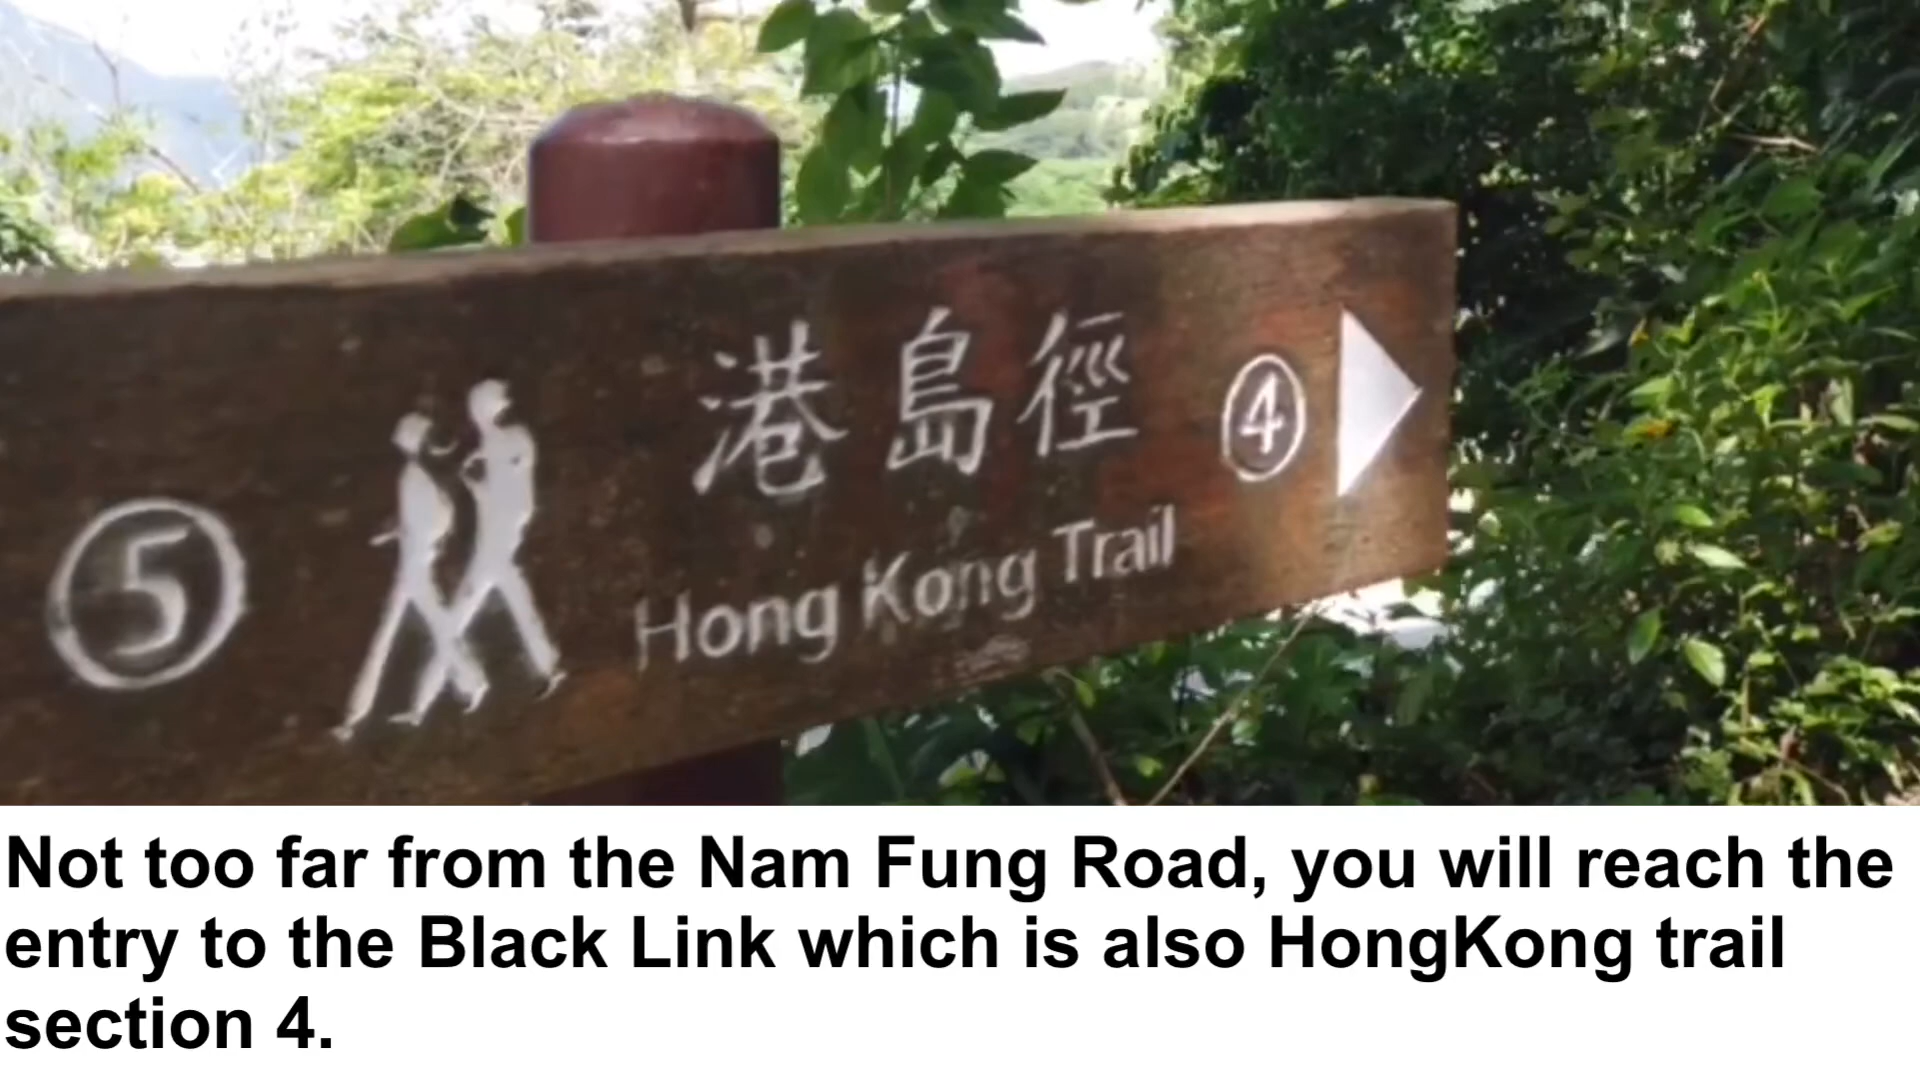 港島徑
5
4
Hong Kong Trail
Not too far from the Nam Fung Road, you will reach the
entry to the Black Link which is also HongKong trail
section 4.